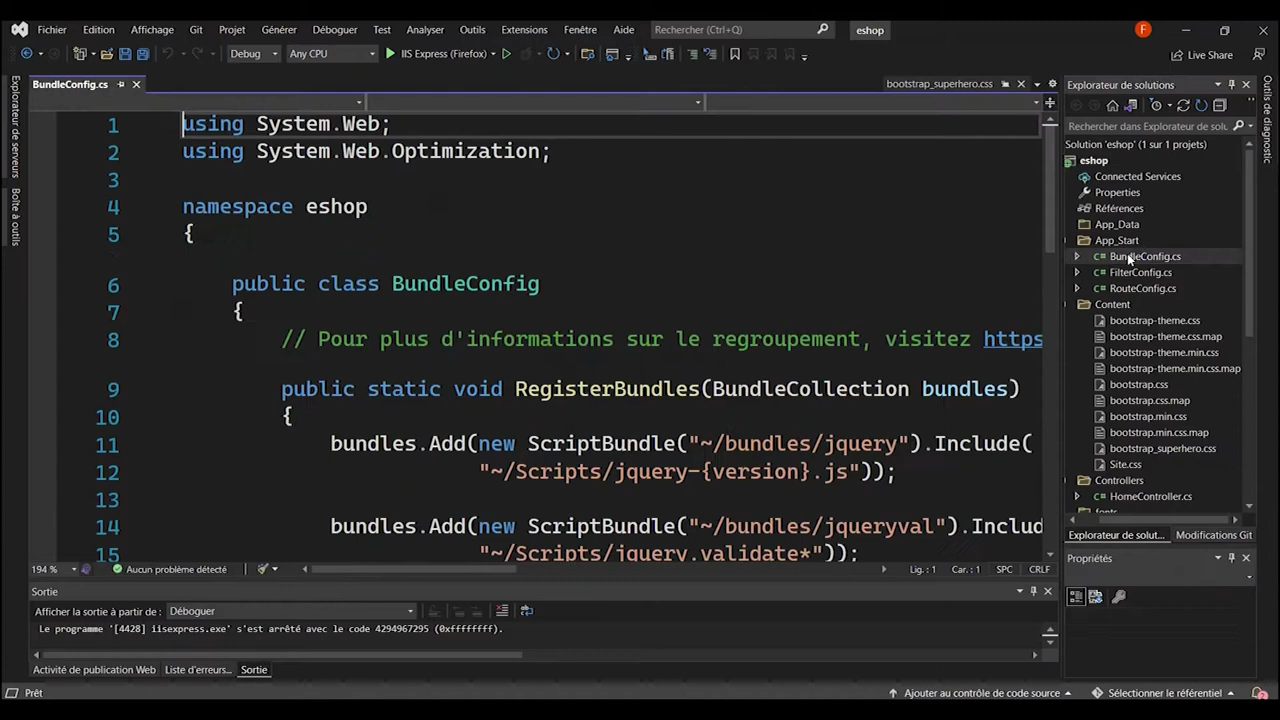 Fichier Edition Affichage Git Projet Générer Déboguer Test Analyser Outils Extensions Fenêtre Aide Rechercher (Ctrl+Q) eshop F
Debug Any CPU IIS Express (Firefox) Live Share
BundleConfig.cs bootstrap_superhero.css
Explorateur de serveurs
Boîte à outils
1 using System.Web;
2 using System.Web.Optimization;
3
4 namespace eshop
5 {
6 public class BundleConfig
7 {
8 // Pour plus d'informations sur le regroupement, visitez https
9 public static void RegisterBundles(BundleCollection bundles)
10 {
11 bundles.Add(new ScriptBundle("~/bundles/jquery").Include(
12 "~/Scripts/jquery-{version}.js"));
13
14 bundles.Add(new ScriptBundle("~/bundles/jqueryval").Includ
15 "~/Scripts/jquery.validate*"));
194 % Aucun problème détecté Lig. : 1 Car. : 1 SPC CRLF
Sortie
Afficher la sortie à partir de : Déboguer
Le programme '[4428] iisexpress.exe' s'est arrêté avec le code 4294967295 (0xffffffff).
Activité de publication Web Liste d'erreurs... Sortie
Explorateur de solutions
Rechercher dans Explorateur de solu
Solution 'eshop' (1 sur 1 projets)
eshop
Connected Services
Properties
Références
App_Data
App_Start
C# BundleConfig.cs
C# FilterConfig.cs
C# RouteConfig.cs
Content
bootstrap-theme.css
bootstrap-theme.css.map
bootstrap-theme.min.css
bootstrap-theme.min.css.map
bootstrap.css
bootstrap.css.map
bootstrap.min.css
bootstrap.min.css.map
bootstrap_superhero.css
Site.css
Controllers
C# HomeController.cs
fonts
Explorateur de solut... Modifications Git
Propriétés
Outils de diagnostic
Prêt Ajouter au contrôle de code source Sélectionner le référentiel 2